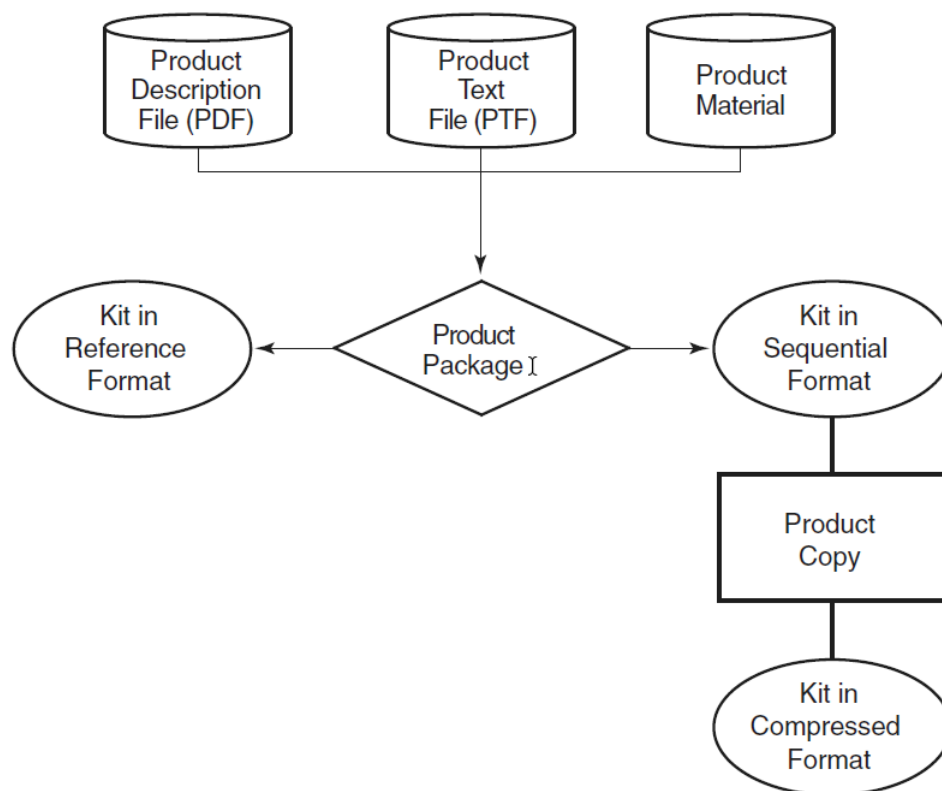 Product
Description
File (PDF)
Product
Text
File (PTF)
Product
Material
Kit in
Reference
Format
Product
Package
Kit in
Sequential
Format
Product
Copy
Kit in
Compressed
Format